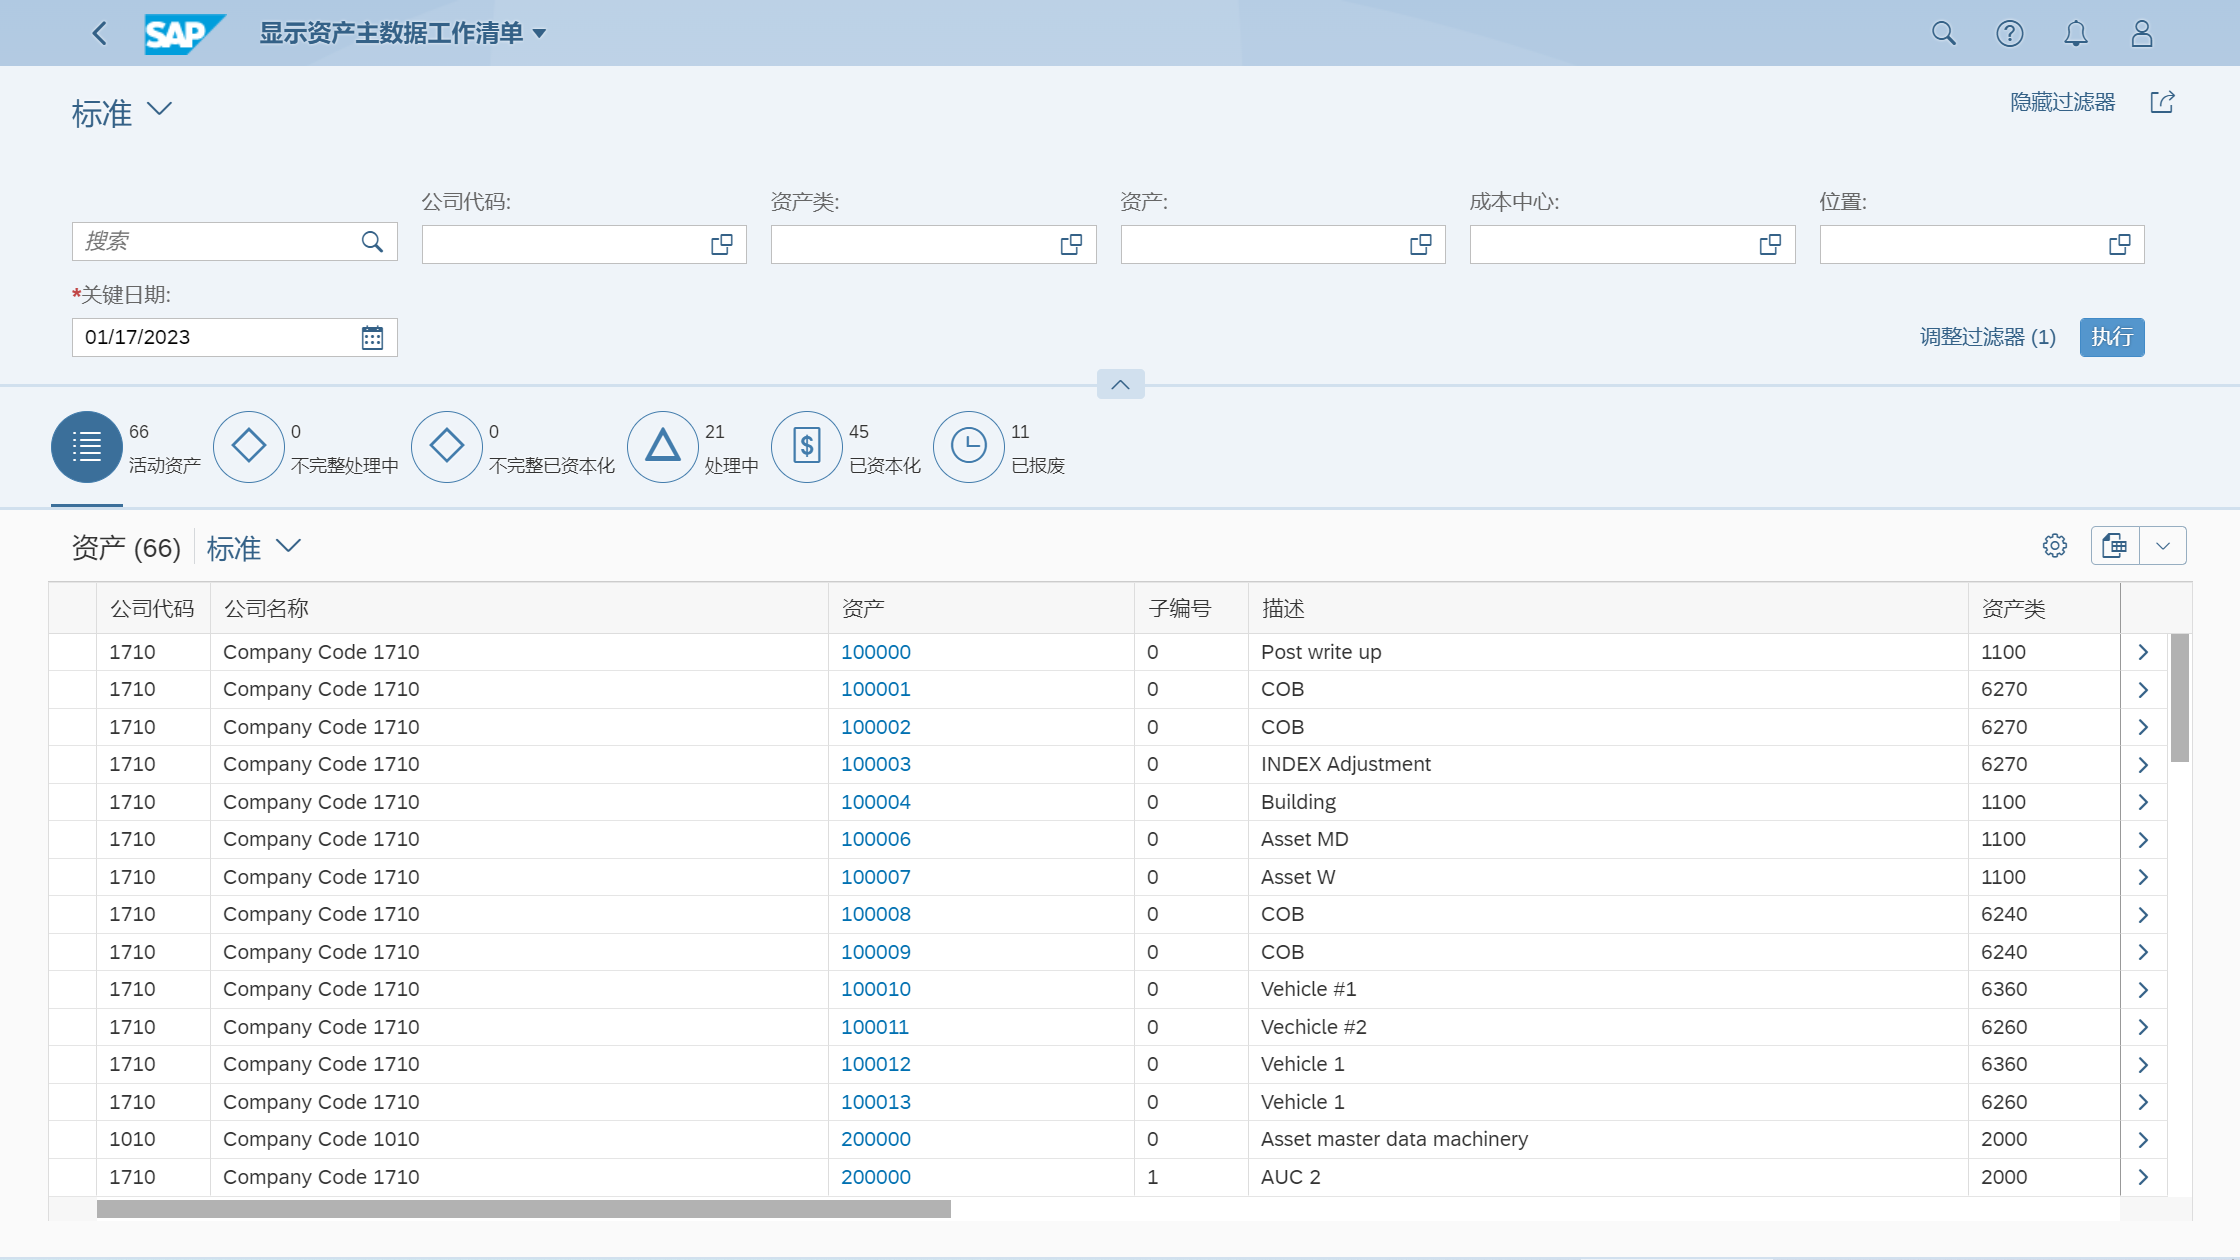 SAP 显示资产主数据工作清单
标准
隐藏过滤器
搜索
公司代码:
资产类:
资产:
成本中心:
位置:
*关键日期:
01/17/2023
调整过滤器 (1)
执行
66
活动资产
0
不完整处理中
0
不完整已资本化
21
处理中
45
已资本化
11
已报废
资产 (66) 标准
公司代码 公司名称 资产 子编号 描述 资产类
1710 Company Code 1710 100000 0 Post write up 1100
1710 Company Code 1710 100001 0 COB 6270
1710 Company Code 1710 100002 0 COB 6270
1710 Company Code 1710 100003 0 INDEX Adjustment 6270
1710 Company Code 1710 100004 0 Building 1100
1710 Company Code 1710 100006 0 Asset MD 1100
1710 Company Code 1710 100007 0 Asset W 1100
1710 Company Code 1710 100008 0 COB 6240
1710 Company Code 1710 100009 0 COB 6240
1710 Company Code 1710 100010 0 Vehicle #1 6360
1710 Company Code 1710 100011 0 Vechicle #2 6260
1710 Company Code 1710 100012 0 Vehicle 1 6360
1710 Company Code 1710 100013 0 Vehicle 1 6260
1010 Company Code 1010 200000 0 Asset master data machinery 2000
1710 Company Code 1710 200000 1 AUC 2 2000